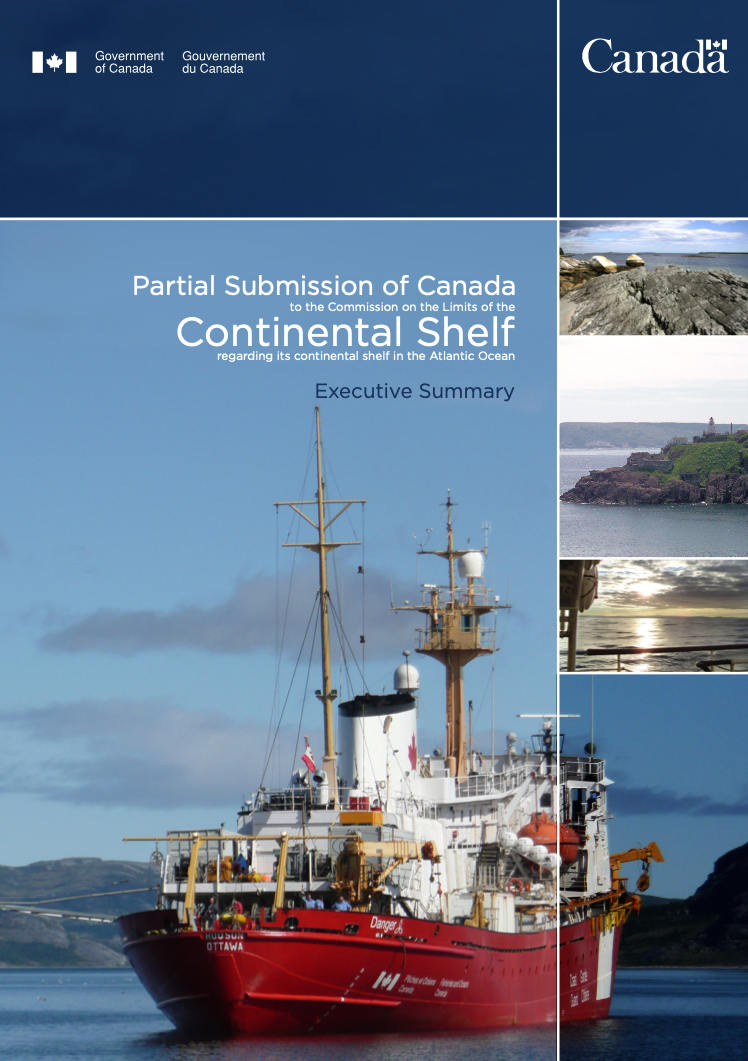 Government
of Canada
Gouvernement
du Canada
Canada
Partial Submission of Canada
to the Commission on the Limits of the
Continental Shelf
regarding its continental shelf in the Atlantic Ocean
Executive Summary
Danger
HUDSON
OTTAWA
Pêches et Océans
Canada
Fisheries and Oceans
Canada